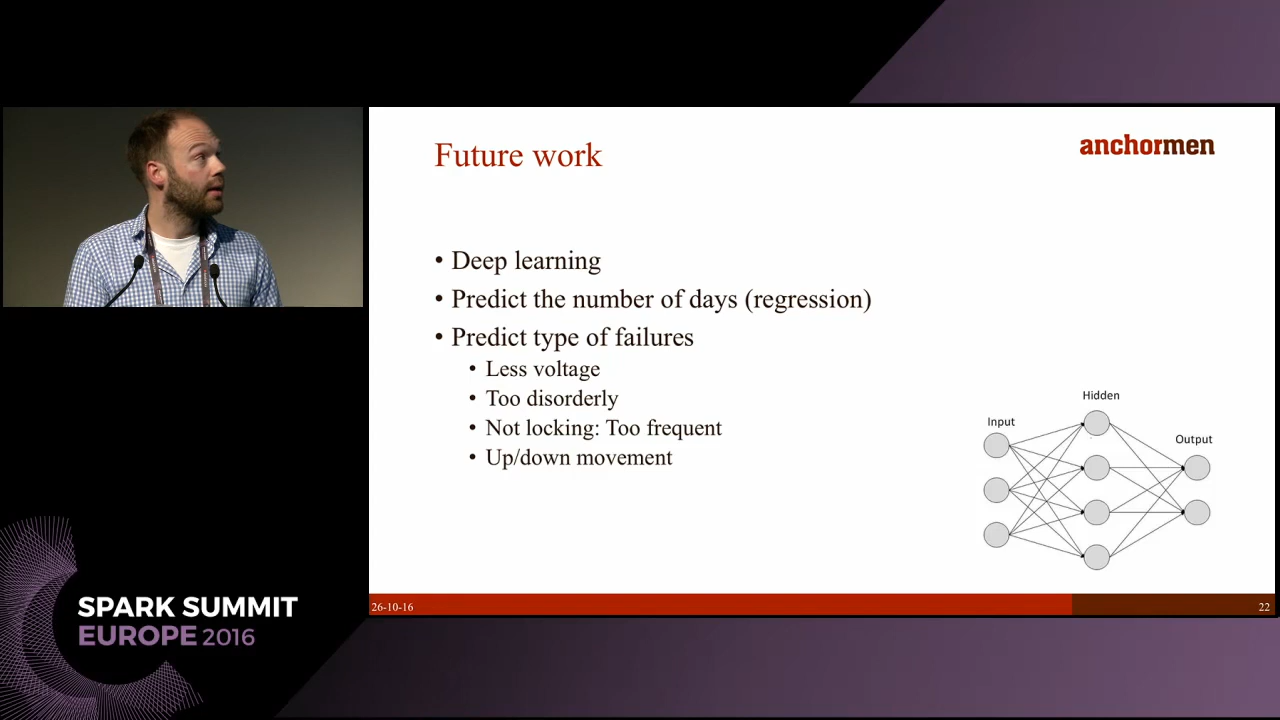 Future work
anchormen
• Deep learning
• Predict the number of days (regression)
• Predict type of failures
• Less voltage
• Too disorderly
• Not locking: Too frequent
• Up/down movement
Hidden
Input
Output
26-10-16
22
SPARK SUMMIT
EUROPE 2016